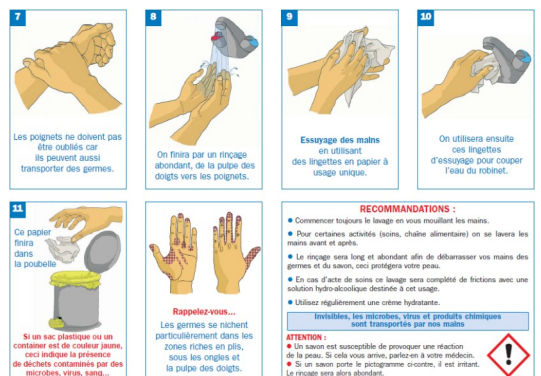 7
Les poignets ne doivent pas
être oubliés car
ils peuvent aussi
transporter des germes.
8
On finira par un rinçage
abondant, de la pulpe des
doigts vers les poignets.
9
Essuyage des mains
en utilisant
des lingettes en papier à
usage unique.
10
On utilisera ensuite
ces lingettes
d'essuyage pour couper
l'eau du robinet.
11
Ce papier
finira
dans
la poubelle
Si un sac plastique ou un
container est de couleur jaune,
ceci indique la présence
de déchets contaminés par des
microbes, virus, sang...
Rappelez-vous...
Les germes se nichent
particulièrement dans les
zones riches en plis,
sous les ongles et
la pulpe des doigts.
RECOMMANDATIONS :
● Commencer toujours le lavage en vous mouillant les mains.
● Pour certaines activités (soins, chaîne alimentaire) on se lavera les
mains avant et après.
● Le rinçage sera long et abondant afin de débarrasser vos mains des
germes et du savon, ceci protégera votre peau.
● En cas d'acte de soins ce lavage sera complété de frictions avec une
solution hydro-alcoolique destinée à cet usage.
● Utilisez régulièrement une crème hydratante.
Invisibles, les microbes, virus et produits chimiques
sont transportés par nos mains
ATTENTION :
● Un savon est susceptible de provoquer une réaction
de la peau. Si cela vous arrive, parlez-en à votre médecin.
● Si un savon porte le pictogramme ci-contre, il est irritant.
Le rinçage sera alors abondant.